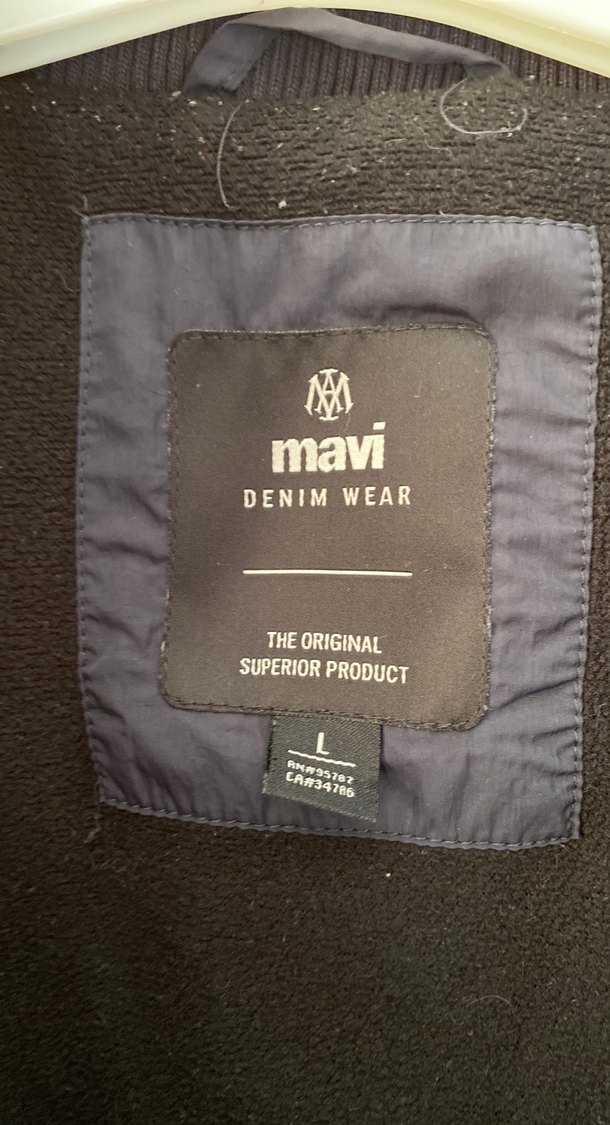 mavi
DENIM WEAR
THE ORIGINAL
SUPERIOR PRODUCT
L
RN#95787
CA#34786